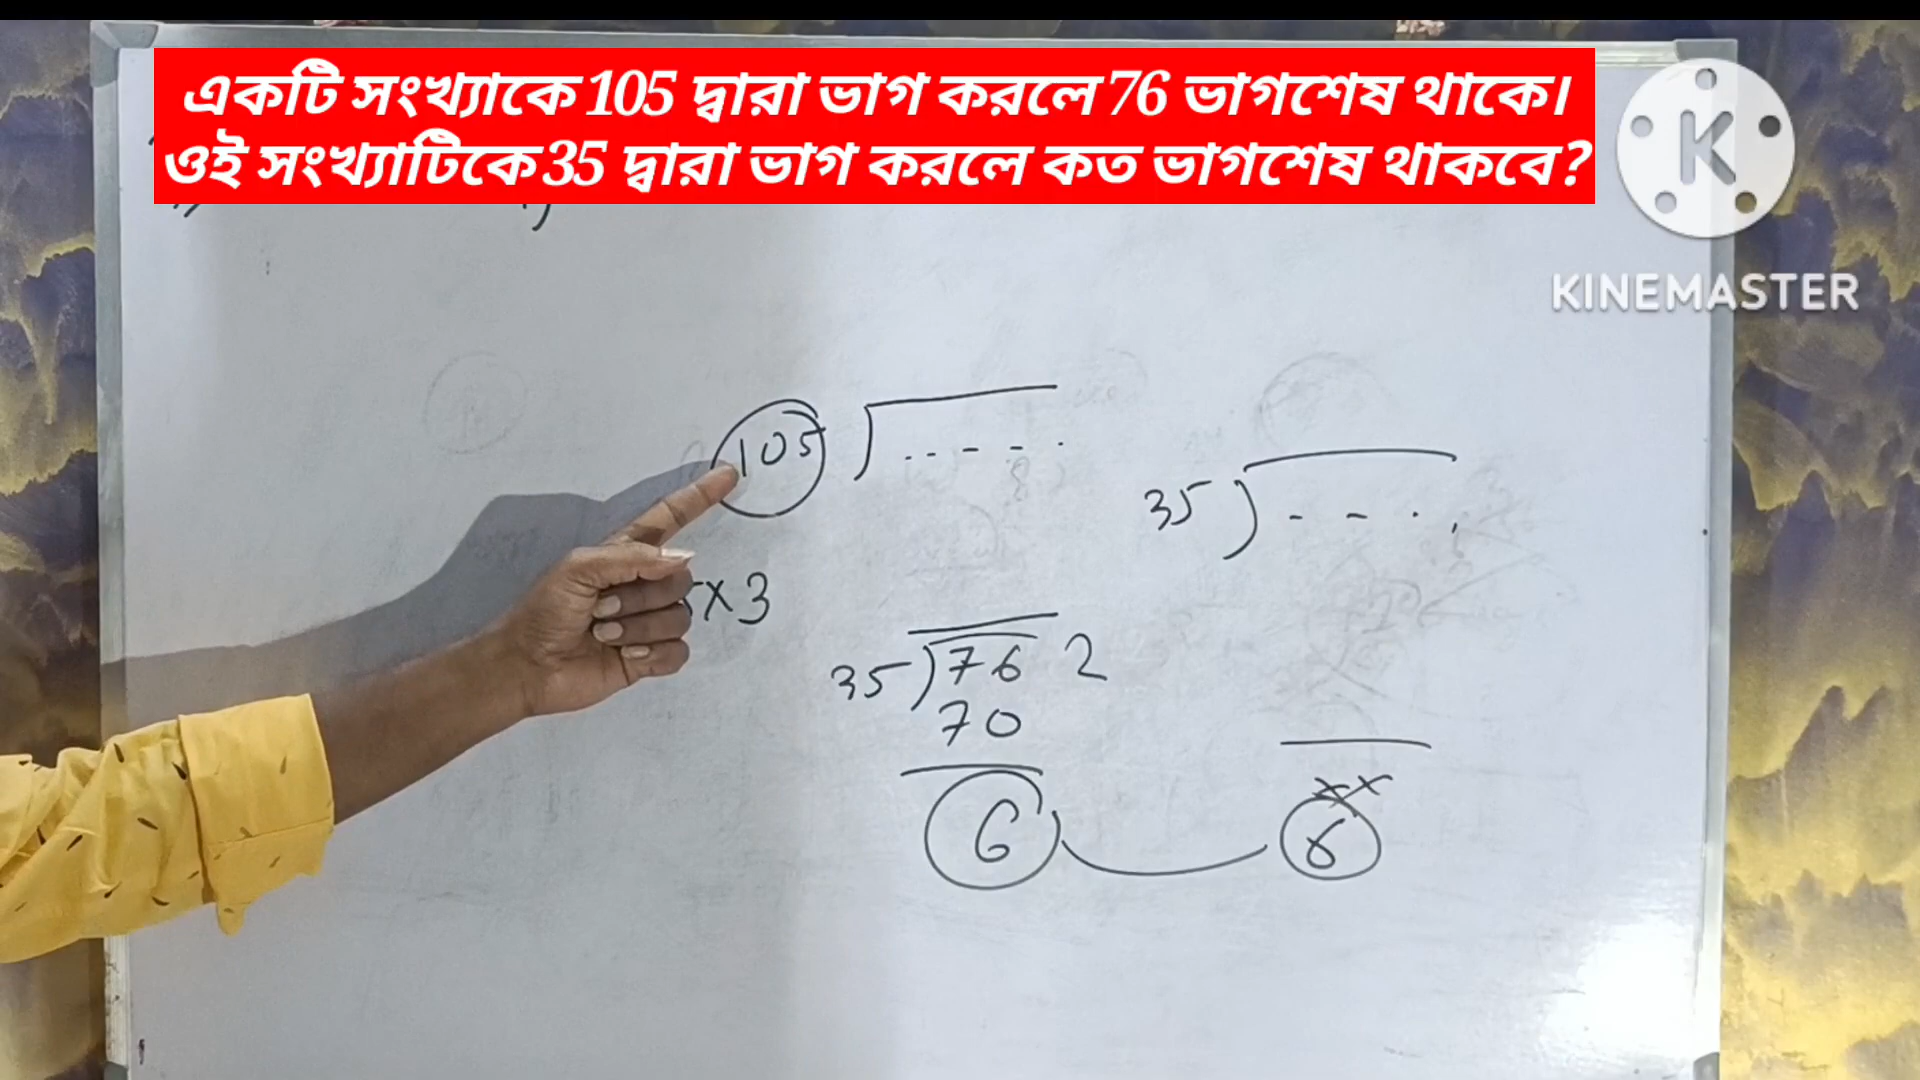 একটি সংখ্যাকে 105 দ্বারা ভাগ করলে 76 ভাগশেষ থাকে।
ওই সংখ্যাটিকে 35 দ্বারা ভাগ করলে কত ভাগশেষ থাকবে?
K
KINEMASTER
105
35
×3
35)76 2
70
6
××
6